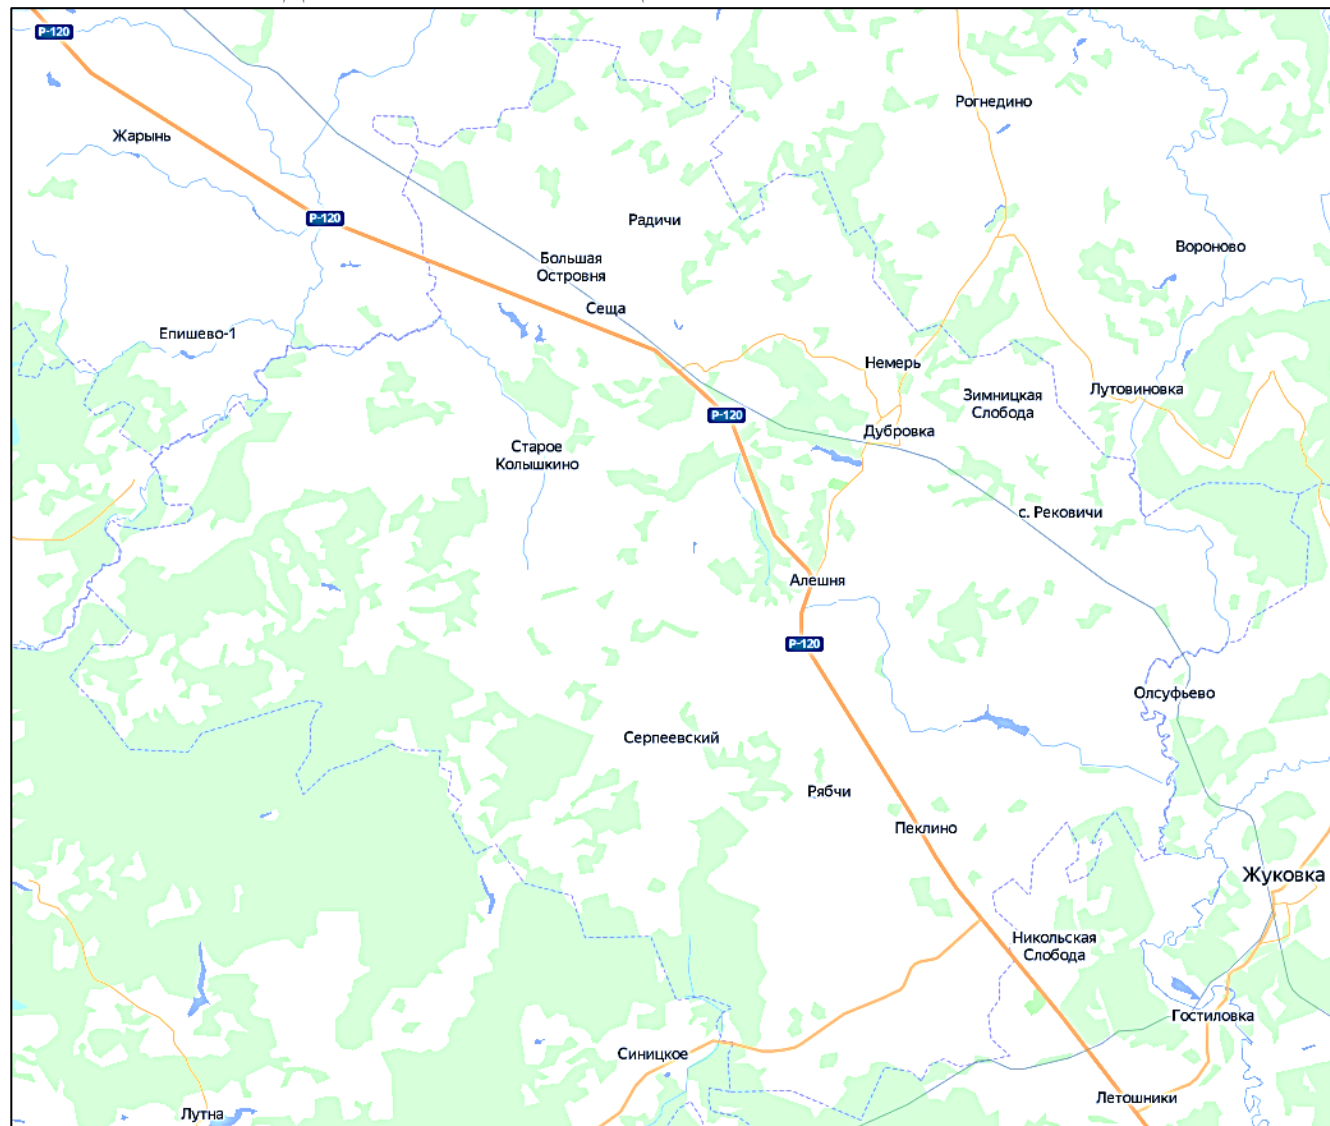 Р-120
Рогнедино
Жарынь
Р-120
Радичи
Вороново
Большая
Островня
Сеща
Епишево-1
Немерь
Зимницкая
Слобода
Лутовиновка
Р-120
Дубровка
Старое
Колышкино
с. Рековичи
Алешня
Р-120
Олсуфьево
Серпеевский
Рябчи
Пеклино
Жуковка
Никольская
Слобода
Гостиловка
Синицкое
Летошники
Лутна